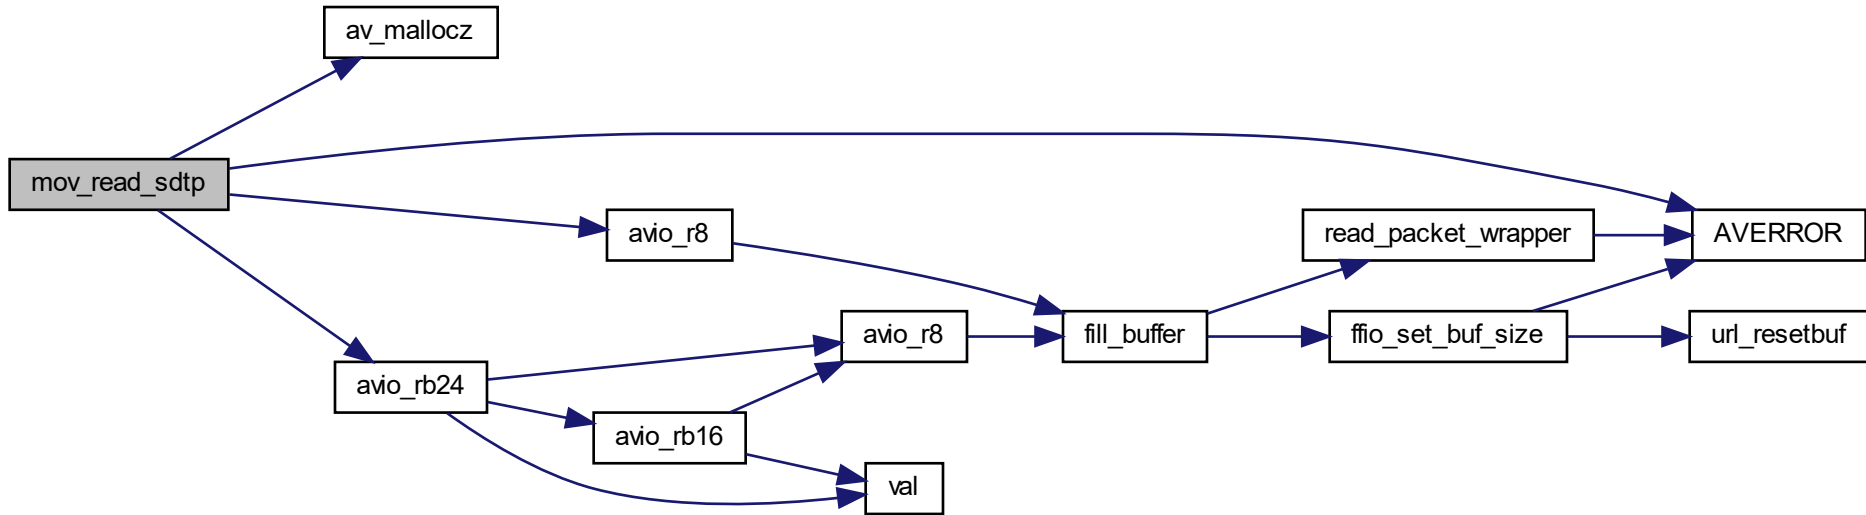 av_mallocz
mov_read_sdtp
avio_r8
read_packet_wrapper
AVERROR
avio_r8
fill_buffer
ffio_set_buf_size
url_resetbuf
avio_rb24
avio_rb16
val